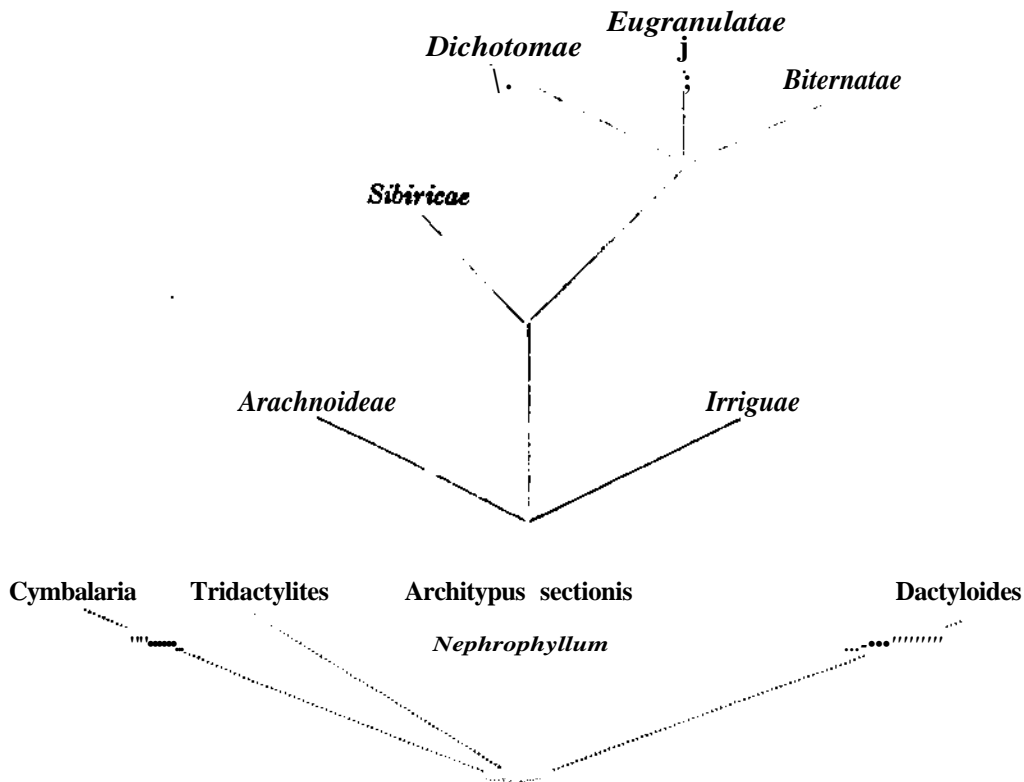 Eugranulatae
Dichotomae
j
Biternatae
Sibiricae
Arachnoideae
Irriguae
Cymbalaria Tridactylites Architypus sectionis Dactyloides
Nephrophyllum